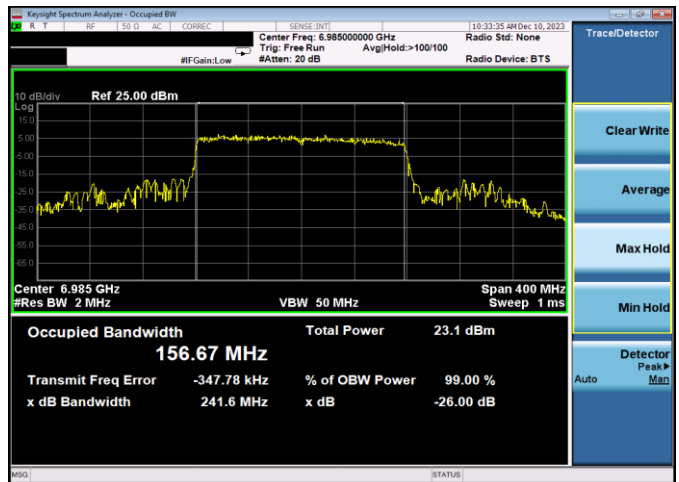 Keysight Spectrum Analyzer - Occupied BW
R T RF 50 Ω AC CORREC SENSE:INT 10:33:35 AM Dec 10, 2023
Center Freq: 6.985000000 GHz Radio Std: None
Trig: Free Run Avg|Hold:>100/100
#IFGain:Low #Atten: 20 dB Radio Device: BTS
10 dB/div Ref 25.00 dBm
Log
15.0
5.00
-5.00
-15.0
-25.0
-35.0
-45.0
-55.0
-65.0
Center 6.985 GHz Span 400 MHz
#Res BW 2 MHz VBW 50 MHz Sweep 1 ms
Occupied Bandwidth Total Power 23.1 dBm
156.67 MHz
Transmit Freq Error -347.78 kHz % of OBW Power 99.00 %
x dB Bandwidth 241.6 MHz x dB -26.00 dB
MSG STATUS
Trace/Detector
Clear Write
Average
Max Hold
Min Hold
Detector
Peak▶
Auto Man